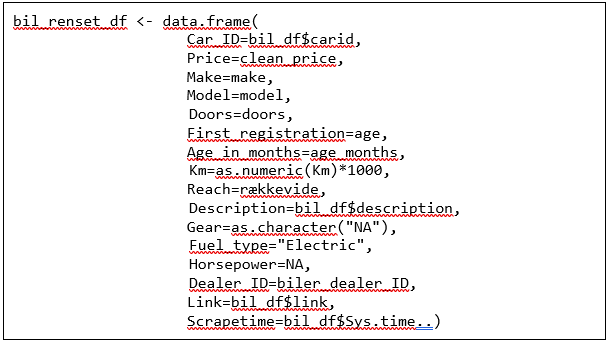 bil_renset_df <- data.frame(
Car_ID=bil_df$carid,
Price=clean_price,
Make=make,
Model=model,
Doors=doors,
First_registration=age,
Age_in_months=age_months,
Km=as.numeric(Km)*1000,
Reach=rækkevide,
Description=bil_df$description,
Gear=as.character("NA"),
Fuel_type="Electric",
Horsepower=NA,
Dealer_ID=biler_dealer_ID,
Link=bil_df$link,
Scrapetime=bil_df$Sys.time..)